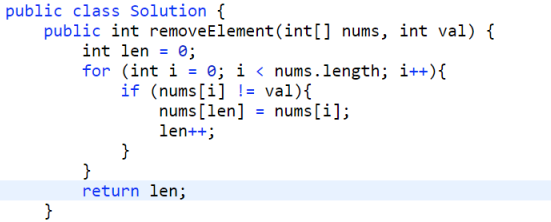 public class Solution {
    public int removeElement(int[] nums, int val) {
        int len = 0;
        for (int i = 0; i < nums.length; i++){
            if (nums[i] != val){
                nums[len] = nums[i];
                len++;
            }
        }
        return len;
    }